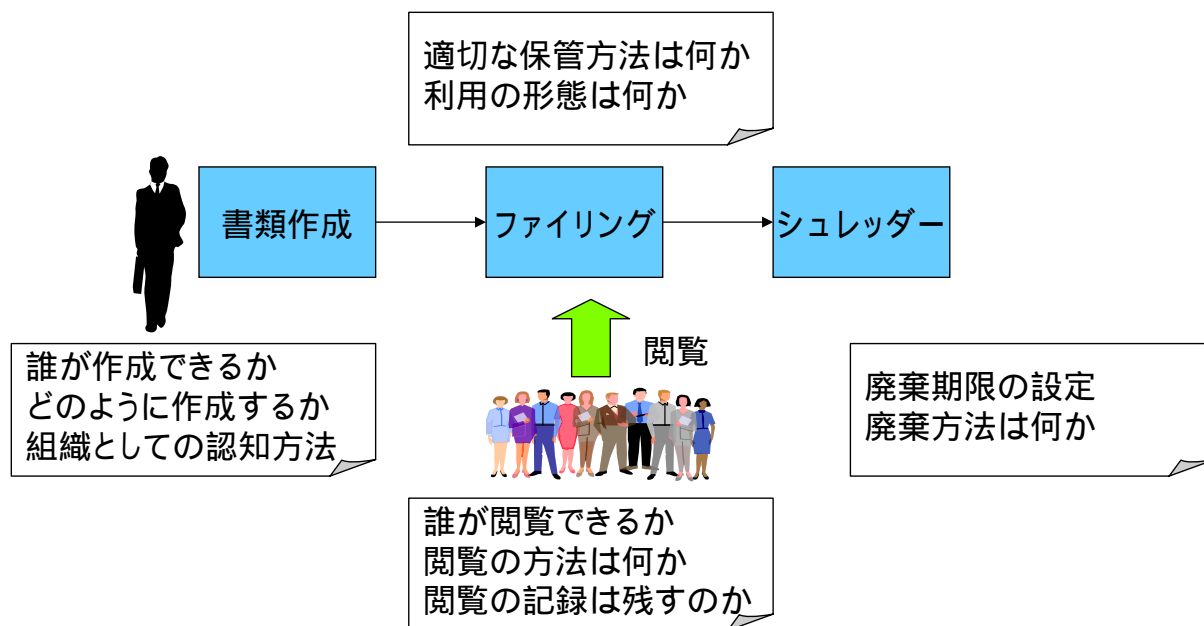 適切な保管方法は何か
利用の形態は何か
書類作成
ファイリング
シュレッダー
閲覧
誰が作成できるか
どのように作成するか
組織としての認知方法
廃棄期限の設定
廃棄方法は何か
誰が閲覧できるか
閲覧の方法は何か
閲覧の記録は残すのか